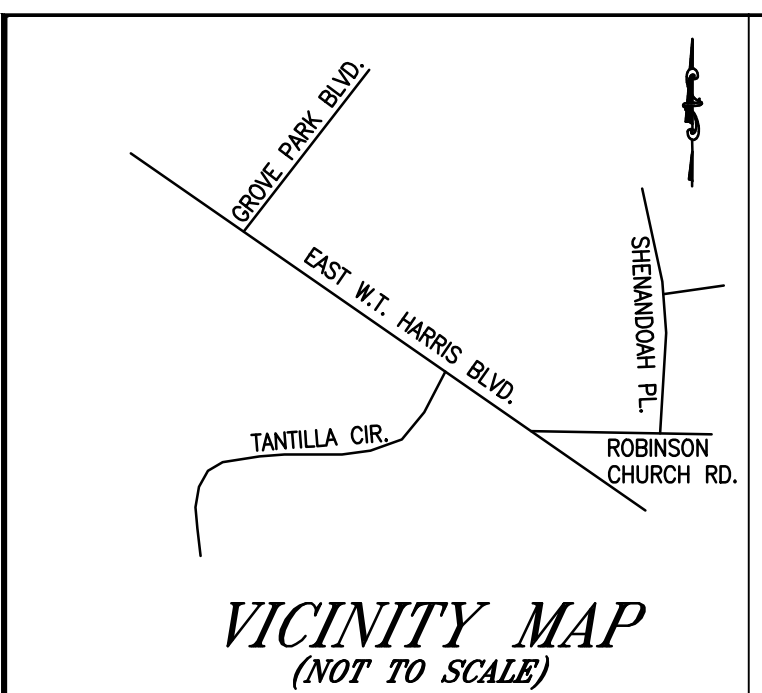 GROVE PARK BLVD.
EAST W.T. HARRIS BLVD.
SHENANDOAH PL.
TANTILLA CIR.
ROBINSON
CHURCH RD.
VICINITY MAP
(NOT TO SCALE)